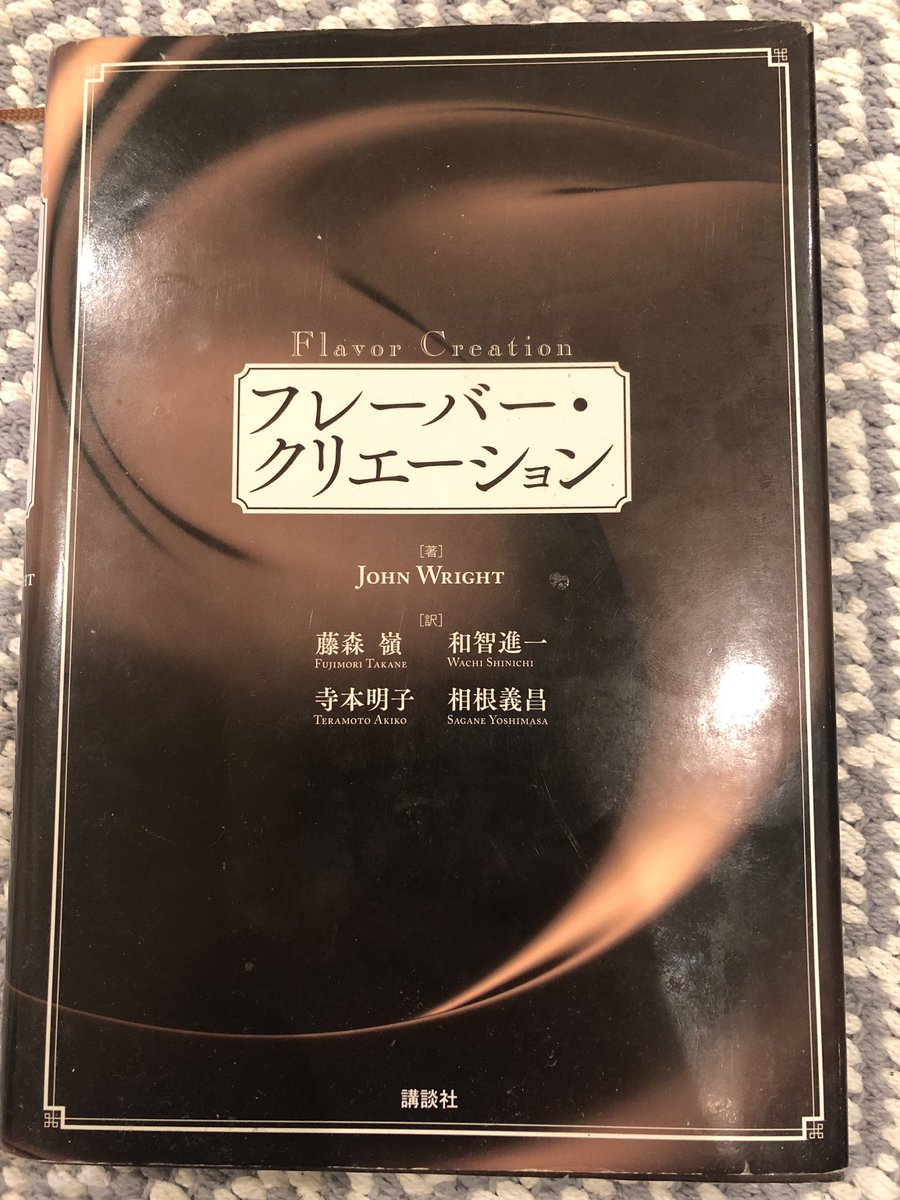 Flavor Creation
フレーバー・
クリエーション
[著]
JOHN WRIGHT
[訳]
藤森 嶺 和智進一
FUJIMORI TAKANE WACHI SHINICHI
寺本明子 相根義昌
TERAMOTO AKIKO SAGANE YOSHIMASA
講談社